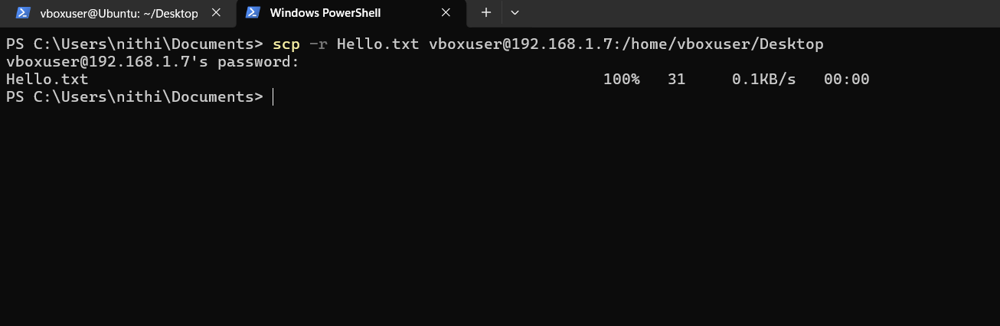 vboxuser@Ubuntu: ~/Desktop
Windows PowerShell
PS C:\Users\nithi\Documents> scp -r Hello.txt vboxuser@192.168.1.7:/home/vboxuser/Desktop
vboxuser@192.168.1.7's password:
Hello.txt 100% 31 0.1KB/s 00:00
PS C:\Users\nithi\Documents>